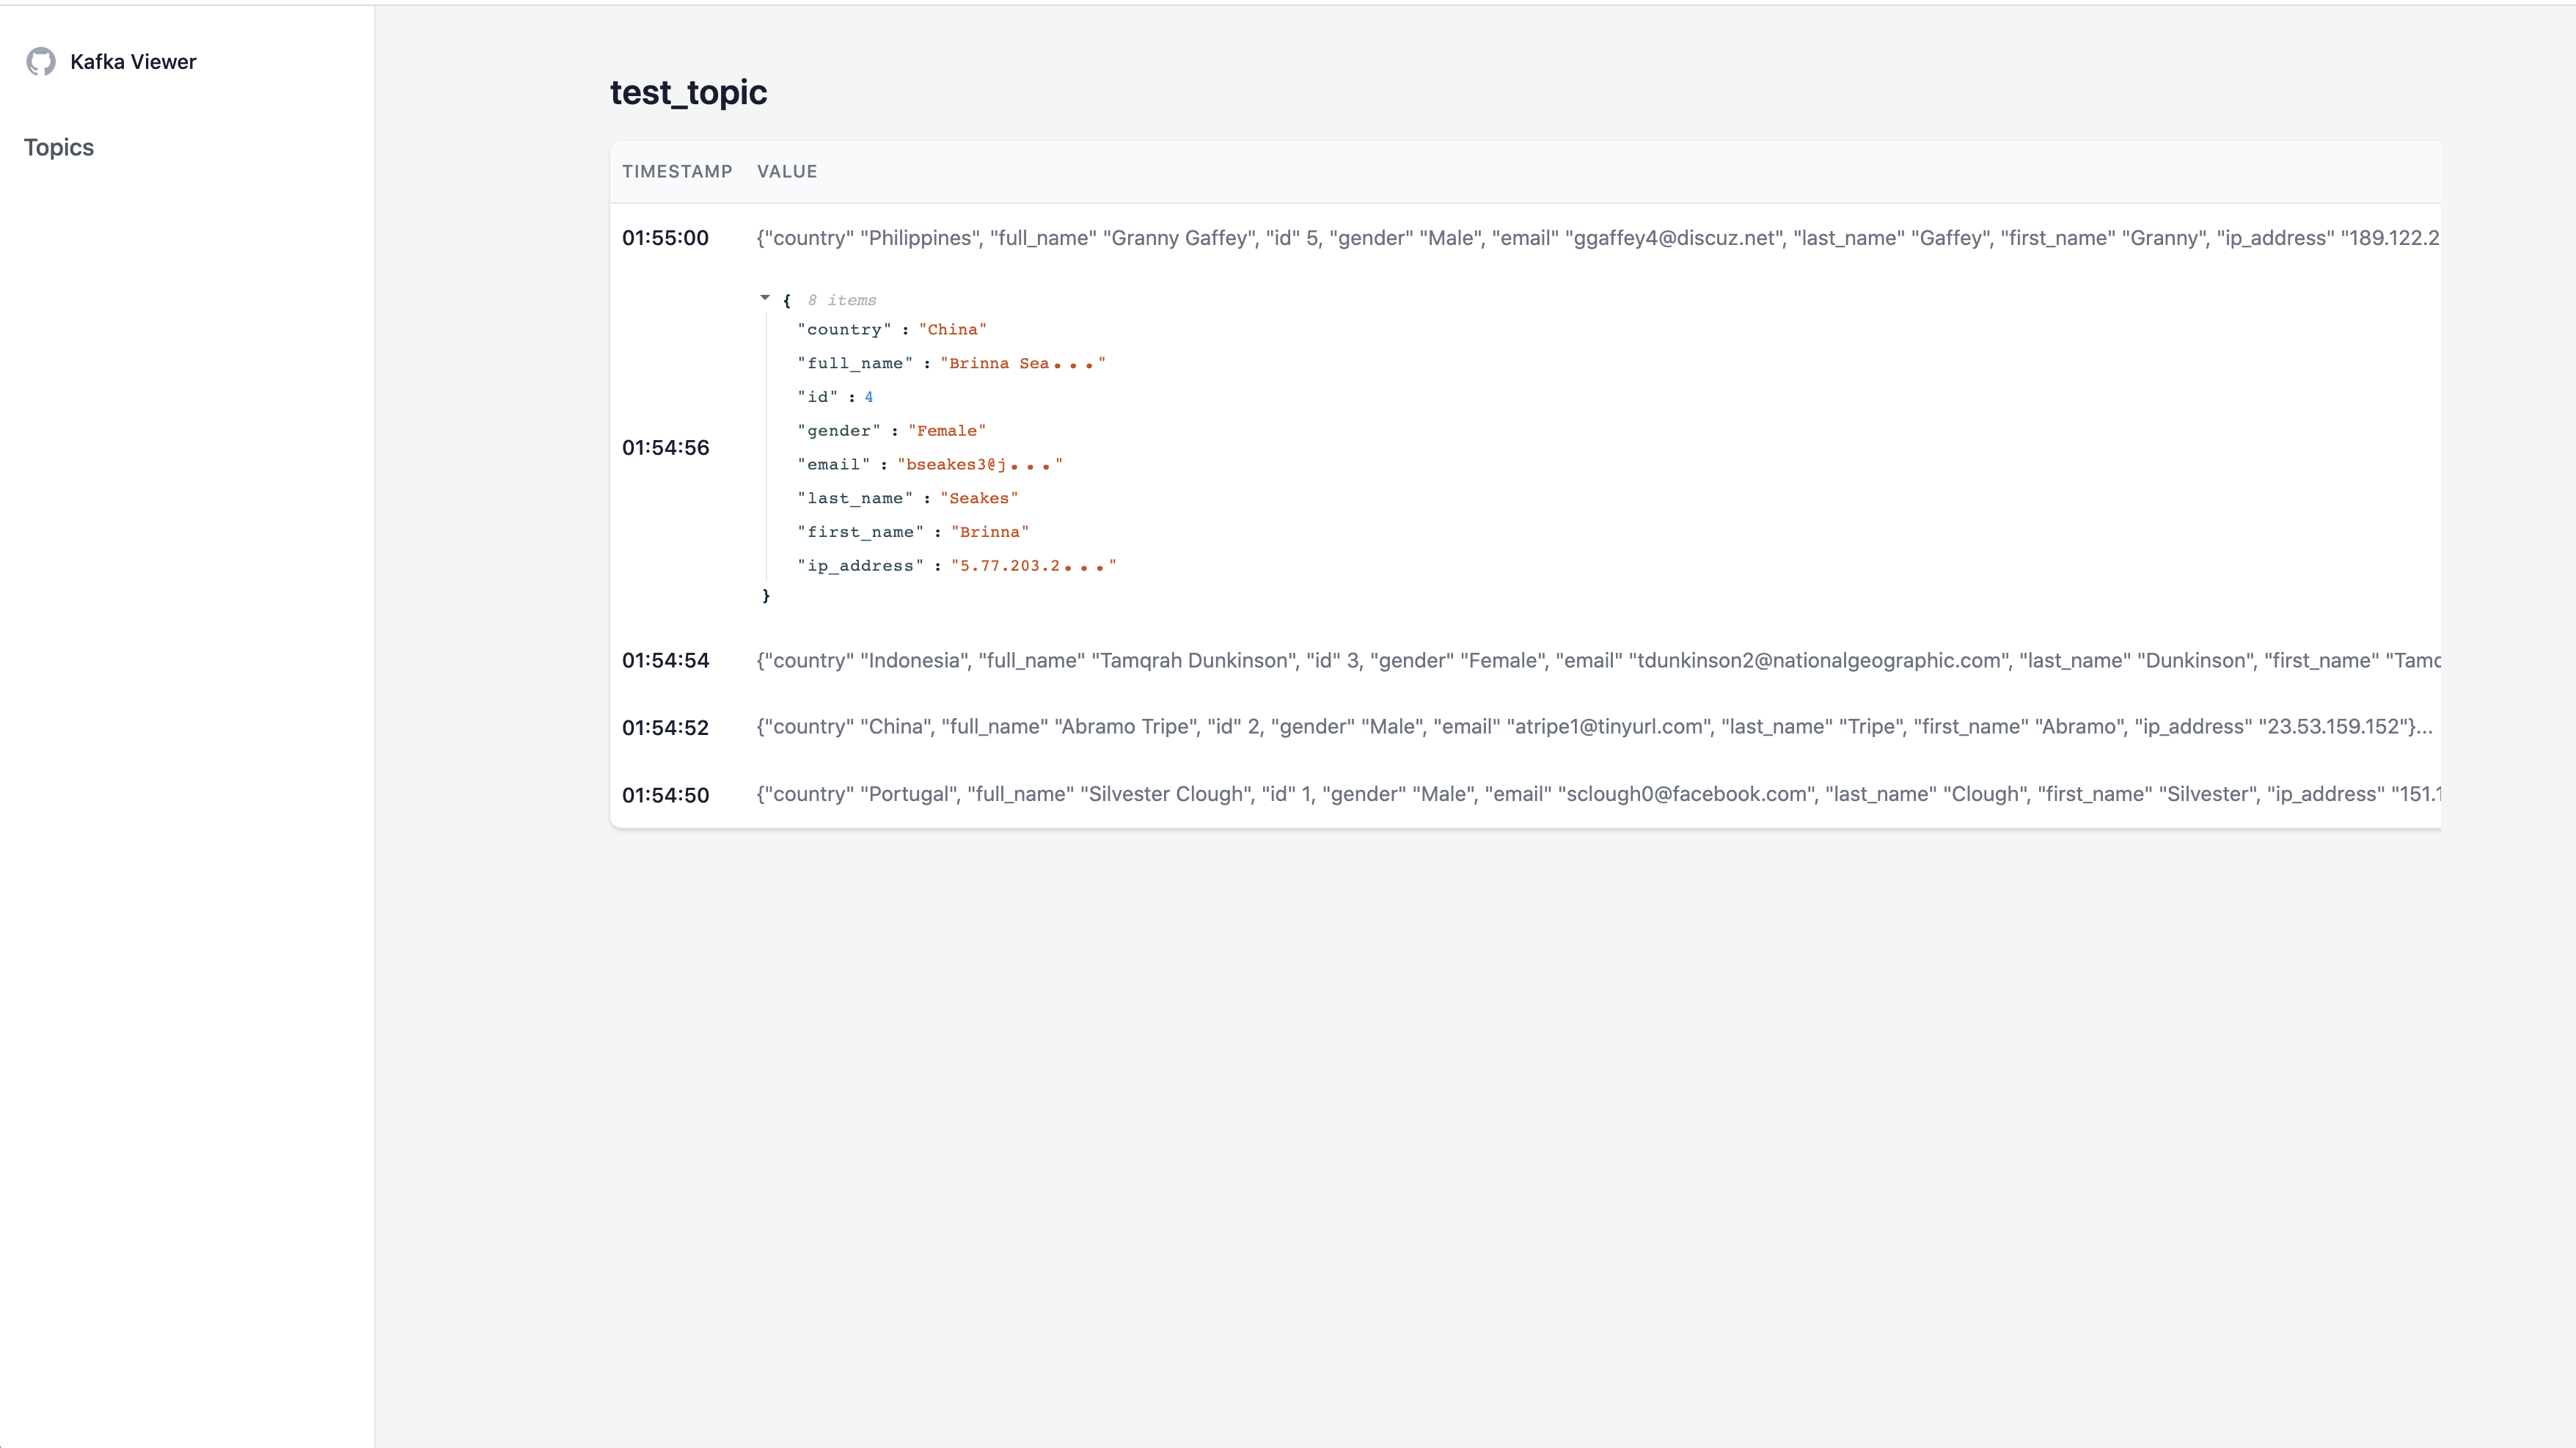 Kafka Viewer
Topics
test_topic
TIMESTAMP VALUE
01:55:00 {"country" "Philippines", "full_name" "Granny Gaffey", "id" 5, "gender" "Male", "email" "ggaffey4@discuz.net", "last_name" "Gaffey", "first_name" "Granny", "ip_address" "189.122.2
{ 8 items
"country" : "China"
"full_name" : "Brinna Sea..."
"id" : 4
"gender" : "Female"
01:54:56
"email" : "bseakes3@j..."
"last_name" : "Seakes"
"first_name" : "Brinna"
"ip_address" : "5.77.203.2..."
}
01:54:54 {"country" "Indonesia", "full_name" "Tamqrah Dunkinson", "id" 3, "gender" "Female", "email" "tdunkinson2@nationalgeographic.com", "last_name" "Dunkinson", "first_name" "Tamq
01:54:52 {"country" "China", "full_name" "Abramo Tripe", "id" 2, "gender" "Male", "email" "atripe1@tinyurl.com", "last_name" "Tripe", "first_name" "Abramo", "ip_address" "23.53.159.152"}...
01:54:50 {"country" "Portugal", "full_name" "Silvester Clough", "id" 1, "gender" "Male", "email" "sclough0@facebook.com", "last_name" "Clough", "first_name" "Silvester", "ip_address" "151.1